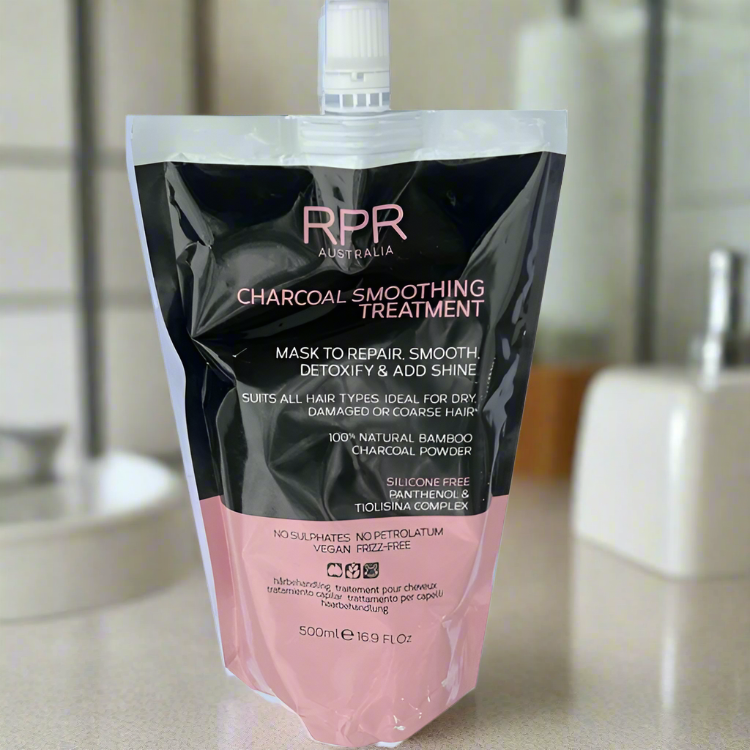 RPR
AUSTRALIA
CHARCOAL SMOOTHING
TREATMENT
MASK TO REPAIR, SMOOTH,
DETOXIFY & ADD SHINE
SUITS ALL HAIR TYPES. IDEAL FOR DRY,
DAMAGED OR COARSE HAIR
100% NATURAL BAMBOO
CHARCOAL POWDER
SILICONE FREE
PANTHENOL &
TIOLISINA COMPLEX
NO SULPHATES NO PETROLATUM
VEGAN FRIZZ-FREE
hårbehandling traitement pour cheveux
tratamiento capilar trattamento per capelli
haarbehandlung
500ml e 16.9 FL Oz